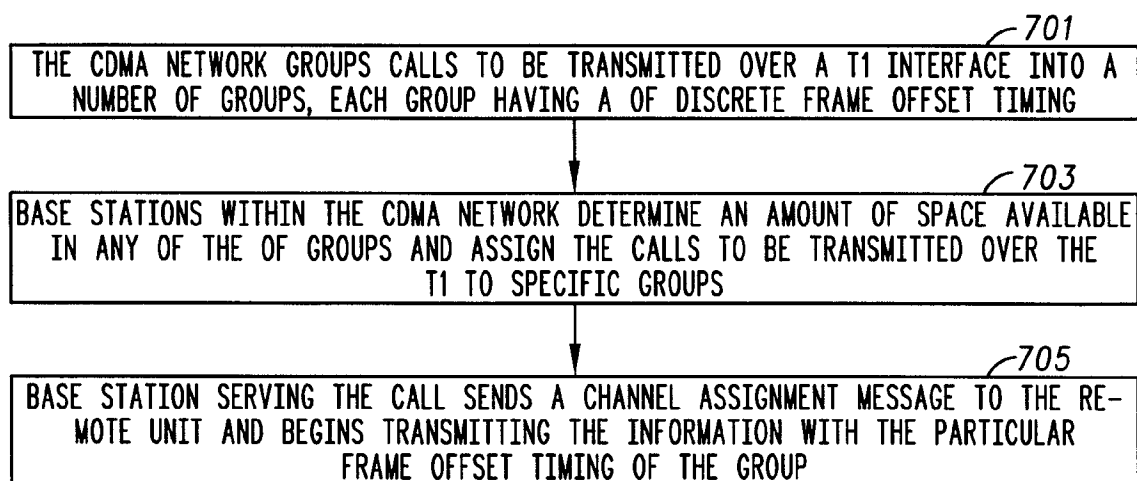 701
THE CDMA NETWORK GROUPS CALLS TO BE TRANSMITTED OVER A T1 INTERFACE INTO A
NUMBER OF GROUPS, EACH GROUP HAVING A OF DISCRETE FRAME OFFSET TIMING
703
BASE STATIONS WITHIN THE CDMA NETWORK DETERMINE AN AMOUNT OF SPACE AVAILABLE
IN ANY OF THE OF GROUPS AND ASSIGN THE CALLS TO BE TRANSMITTED OVER THE
T1 TO SPECIFIC GROUPS
705
BASE STATION SERVING THE CALL SENDS A CHANNEL ASSIGNMENT MESSAGE TO THE RE-
MOTE UNIT AND BEGINS TRANSMITTING THE INFORMATION WITH THE PARTICULAR
FRAME OFFSET TIMING OF THE GROUP